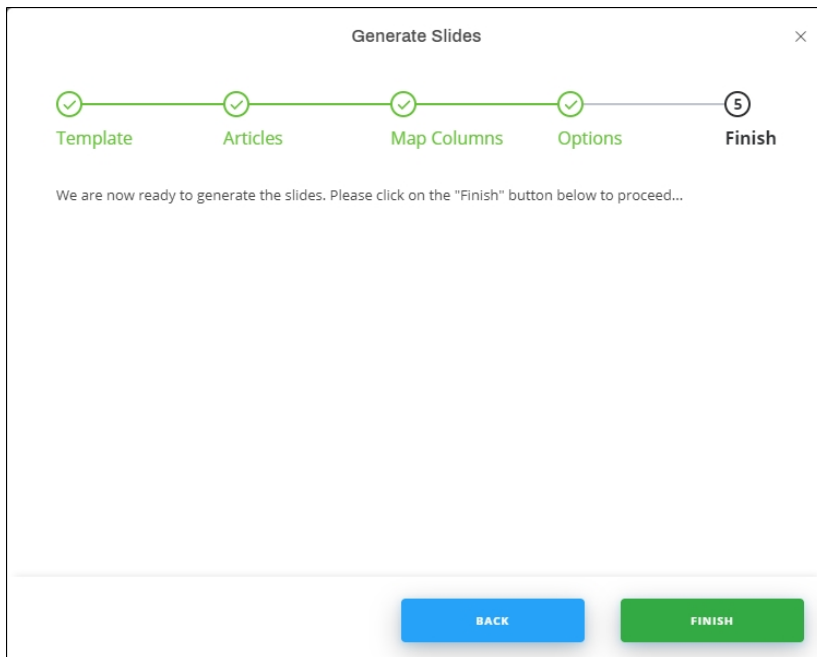 Generate Slides
5
Template Articles Map Columns Options Finish
We are now ready to generate the slides. Please click on the "Finish" button below to proceed...
BACK FINISH